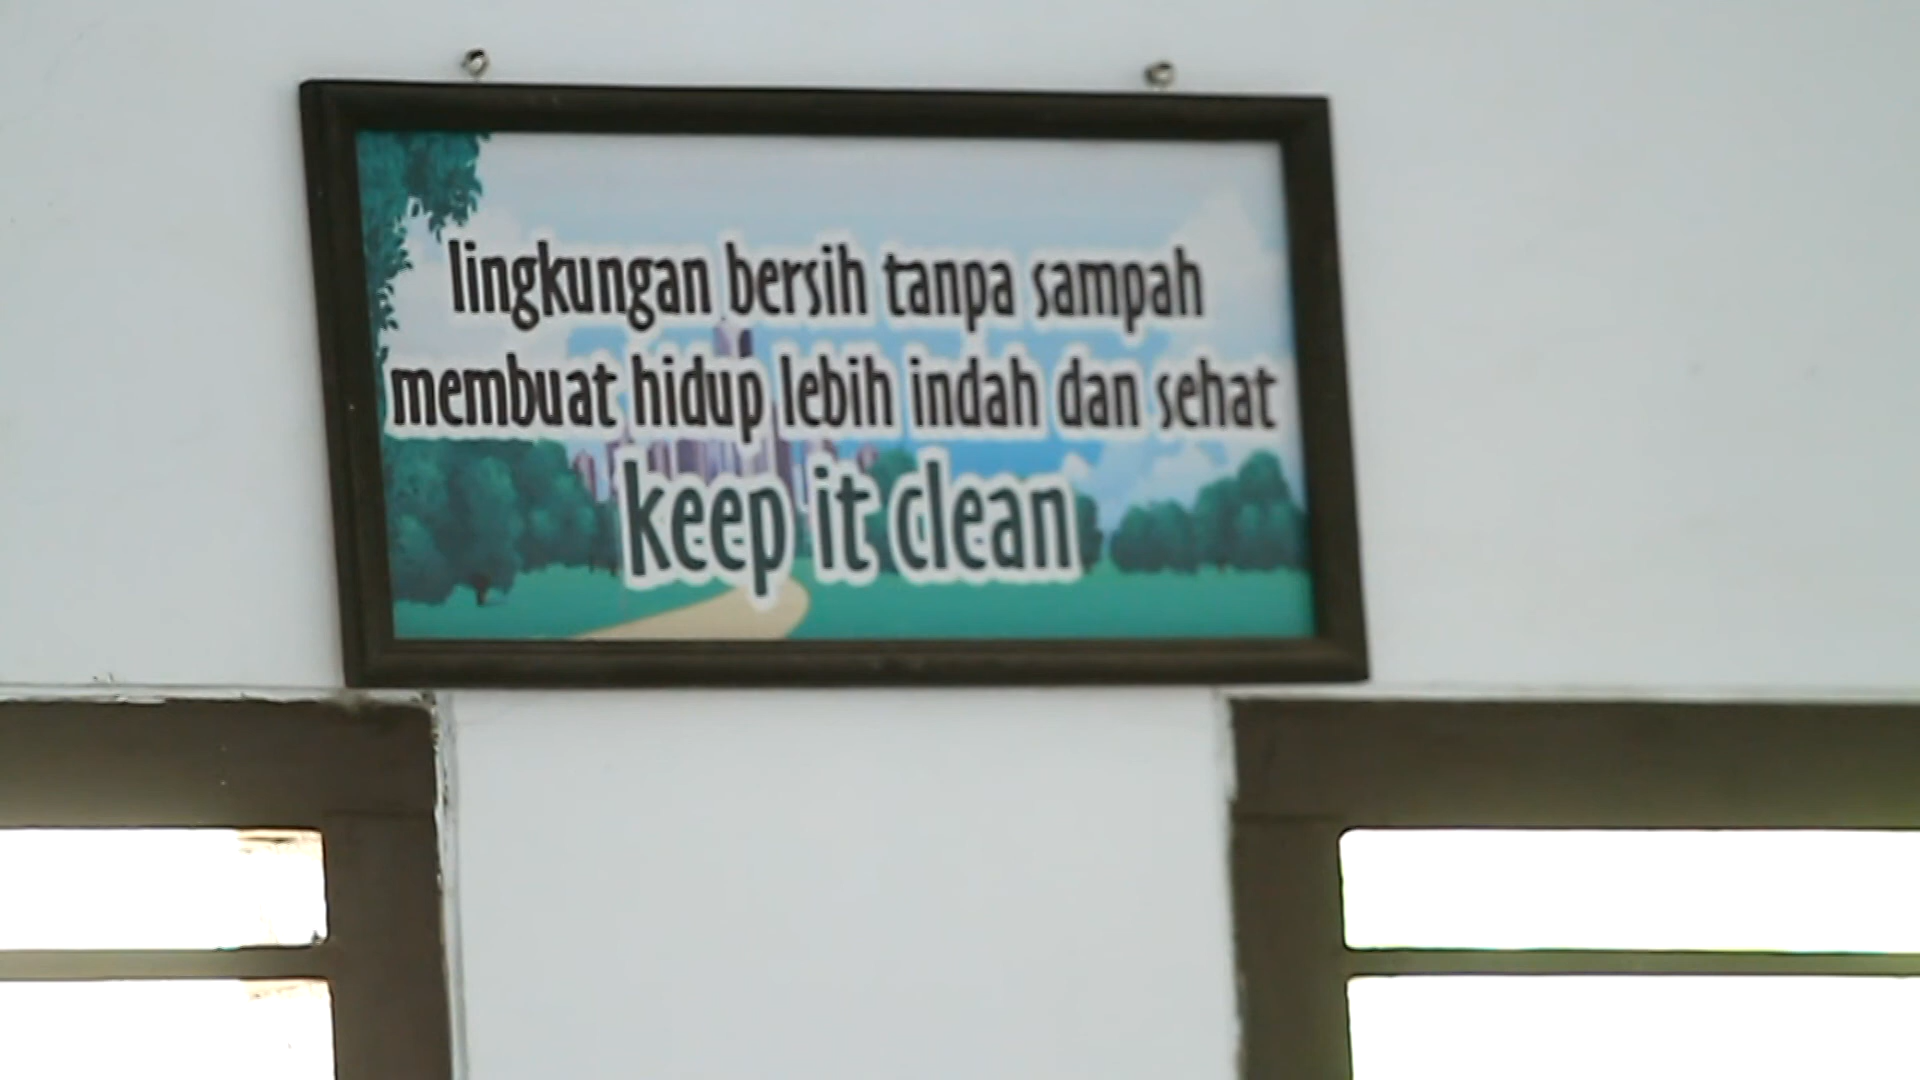 lingkungan bersih tanpa sampah
membuat hidup lebih indah dan sehat
keep it clean